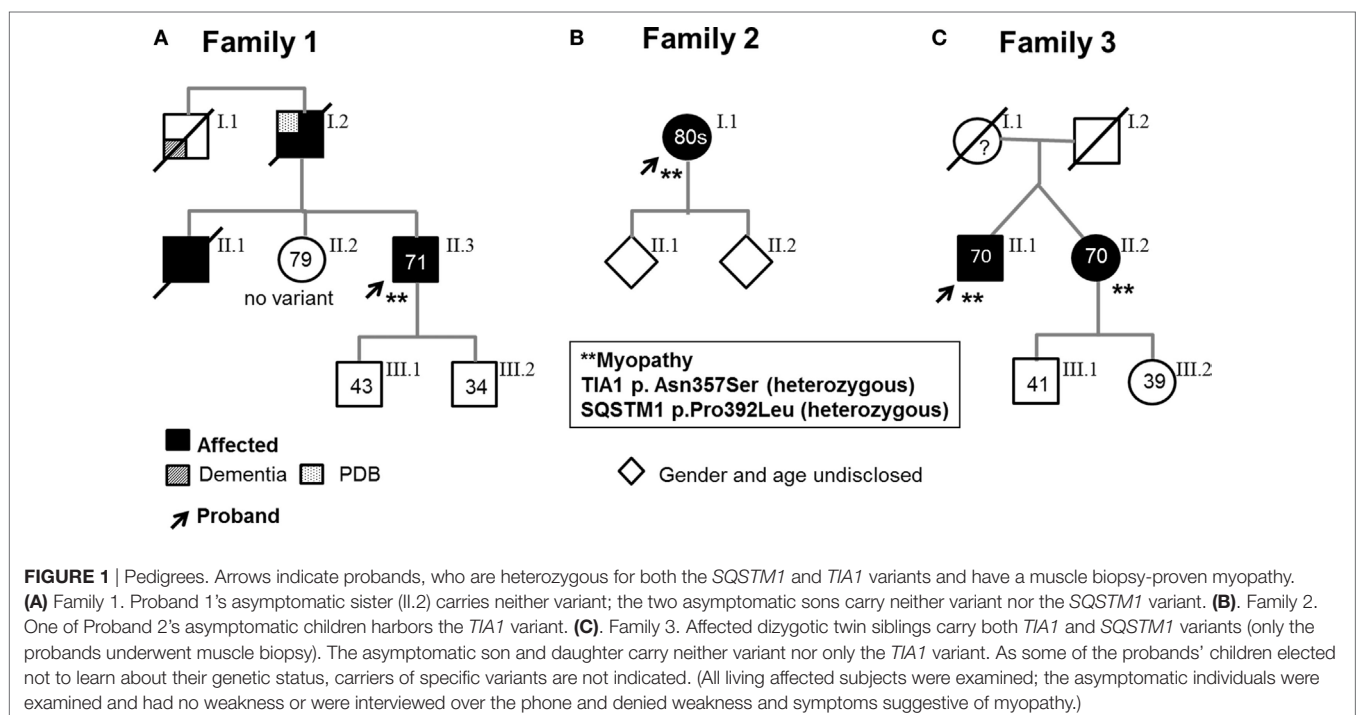 A Family 1
B Family 2
C Family 3
I.1
I.2
II.1
79
II.2
no variant
71
II.3
**
43
III.1
34
III.2
80s
I.1
**
II.1
II.2
?
I.1
I.2
70
II.1
**
70
II.2
**
41
III.1
39
III.2
**Myopathy
TIA1 p. Asn357Ser (heterozygous)
SQSTM1 p.Pro392Leu (heterozygous)
Affected
Dementia PDB
Proband
Gender and age undisclosed
FIGURE 1 | Pedigrees. Arrows indicate probands, who are heterozygous for both the SQSTM1 and TIA1 variants and have a muscle biopsy-proven myopathy.
(A) Family 1. Proband 1's asymptomatic sister (II.2) carries neither variant; the two asymptomatic sons carry neither variant nor the SQSTM1 variant. (B). Family 2.
One of Proband 2's asymptomatic children harbors the TIA1 variant. (C). Family 3. Affected dizygotic twin siblings carry both TIA1 and SQSTM1 variants (only the
probands underwent muscle biopsy). The asymptomatic son and daughter carry neither variant nor only the TIA1 variant. As some of the probands' children elected
not to learn about their genetic status, carriers of specific variants are not indicated. (All living affected subjects were examined; the asymptomatic individuals were
examined and had no weakness or were interviewed over the phone and denied weakness and symptoms suggestive of myopathy.)